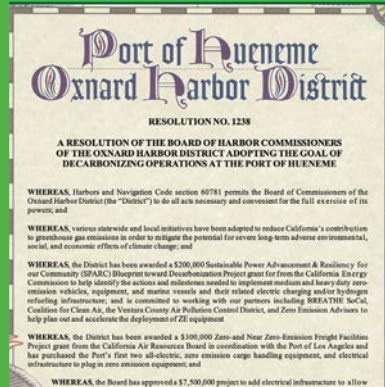 Port of Hueneme
Oxnard Harbor District
RESOLUTION NO. 1238
A RESOLUTION OF THE BOARD OF HARBOR COMMISSIONERS
OF THE OXNARD HARBOR DISTRICT ADOPTING THE GOAL OF
DECARBONIZING OPERATIONS AT THE PORT OF HUENEME
WHEREAS, Harbors and Navigation Code section 60781 permits the Board of Commissioners of the
Oxnard Harbor District (the “District”) to do all acts necessary and convenient for the full exercise of its
powers; and
WHEREAS, various statewide and local initiatives have been adopted to reduce California's contribution
to greenhouse gas emissions in order to mitigate the potential for severe long-term adverse environmental,
social, and economic effects of climate change; and
WHEREAS, the District has been awarded a $200,000 Sustainable Power Advancement & Resiliency for
our Community (SPARC) Blueprint toward Decarbonization Project grant for from the California Energy
Commission to help identify the actions and milestones needed to implement medium and heavy duty zero-
emission vehicles, equipment, and marine vessels and their related electric charging and/or hydrogen
refueling infrastructure; and is committed to working with our partners including BREATHE SoCal,
Coalition for Clean Air, the Ventura County Air Pollution Control District, and Zero Emission Advisors to
help plan out and accelerate the deployment of ZE equipment
WHEREAS, the District has been awarded a $300,000 Zero-and Near Zero-Emission Freight Facilities
Project grant from the California Air Resources Board in coordination with the Port of Los Angeles and
has purchased the Port's first two all-electric, zero emission cargo handling equipment, and electrical
infrastructure to plug in zero emission equipment; and
WHEREAS, the Board has approved a $7,500,000 project to add electrical infrastructure to allow